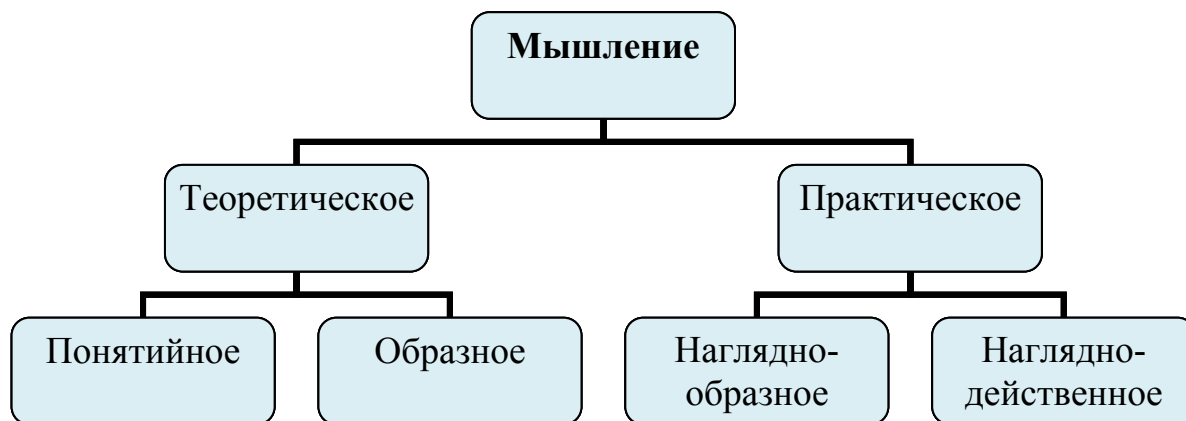 Мышление
Теоретическое
Практическое
Понятийное
Образное
Наглядно-
образное
Наглядно-
действенное